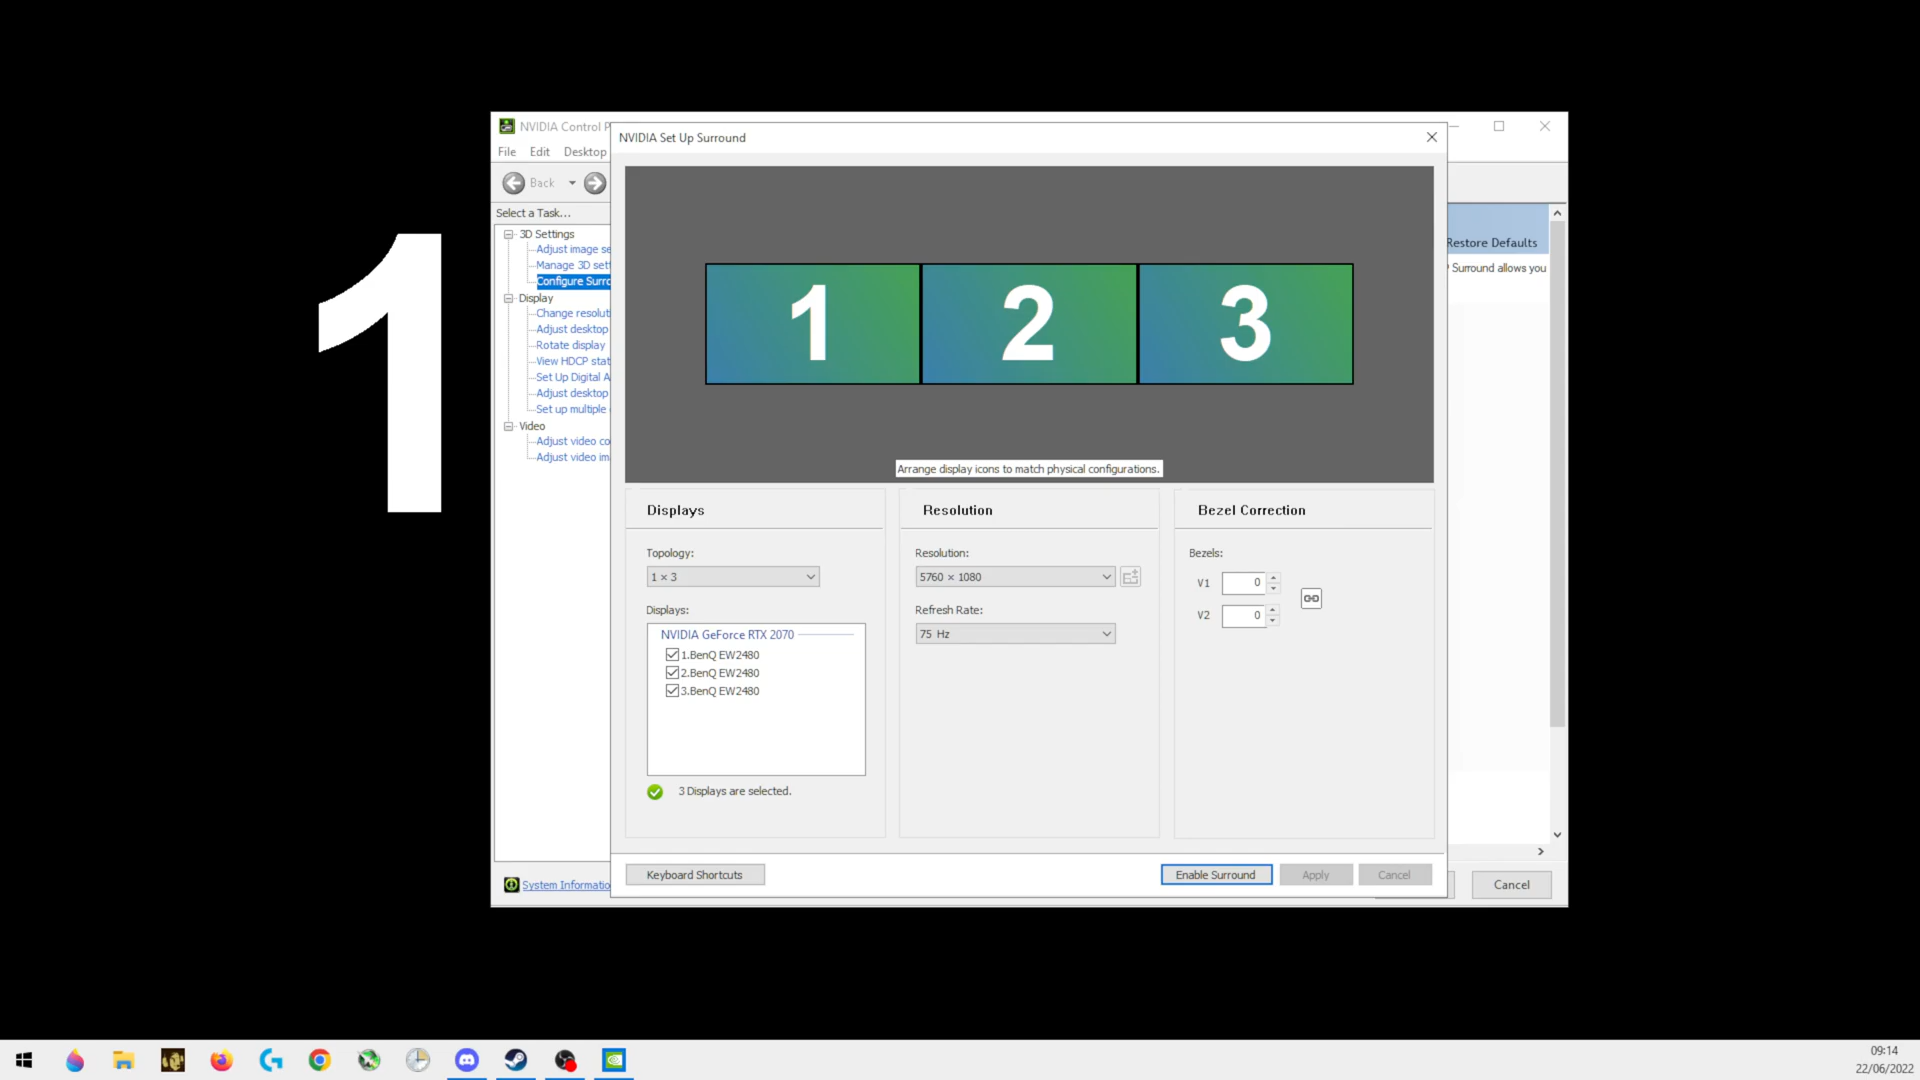 1
NVIDIA Control P
File Edit Desktop
Back
Select a Task...
3D Settings
Adjust image se
Manage 3D sett
Configure Surro
Display
Change resolut
Adjust desktop
Rotate display
View HDCP stat
Set Up Digital A
Adjust desktop
Set up multiple
Video
Adjust video co
Adjust video im
System Informatio
NVIDIA Set Up Surround
1 2 3
Arrange display icons to match physical configurations.
Displays
Topology:
1 × 3
Displays:
NVIDIA GeForce RTX 2070
1.BenQ EW2480
2.BenQ EW2480
3.BenQ EW2480
3 Displays are selected.
Resolution
Resolution:
5760 × 1080
Refresh Rate:
75 Hz
Bezel Correction
Bezels:
V1 0
V2 0
Keyboard Shortcuts
Enable Surround Apply Cancel
Restore Defaults
Surround allows you
Cancel
09:14
22/06/2022